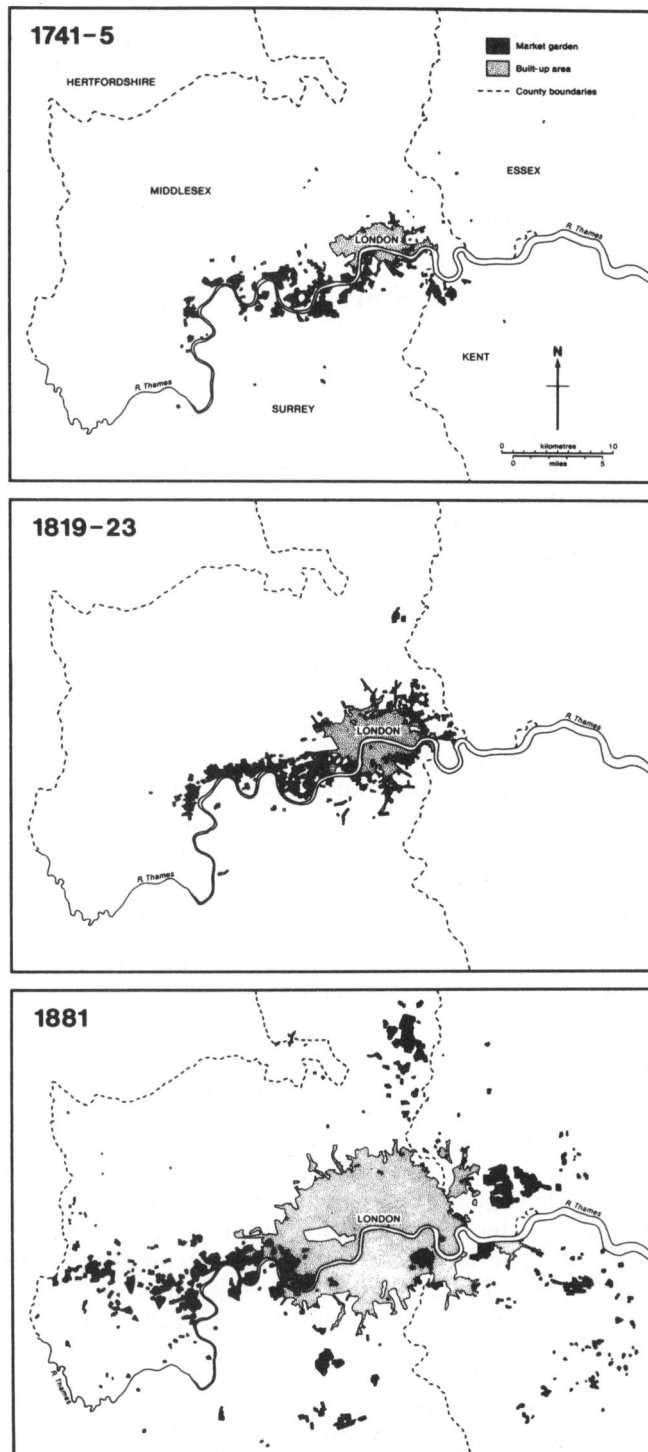 1741–5
Market garden
Built-up area
County boundaries
HERTFORDSHIRE
ESSEX
MIDDLESEX
R. Thames
LONDON
KENT
N
R. Thames
SURREY
0 kilometres 10
0 miles 5
1819–23
R. Thames
LONDON
R. Thames
1881
R. Thames
LONDON
R. Thames